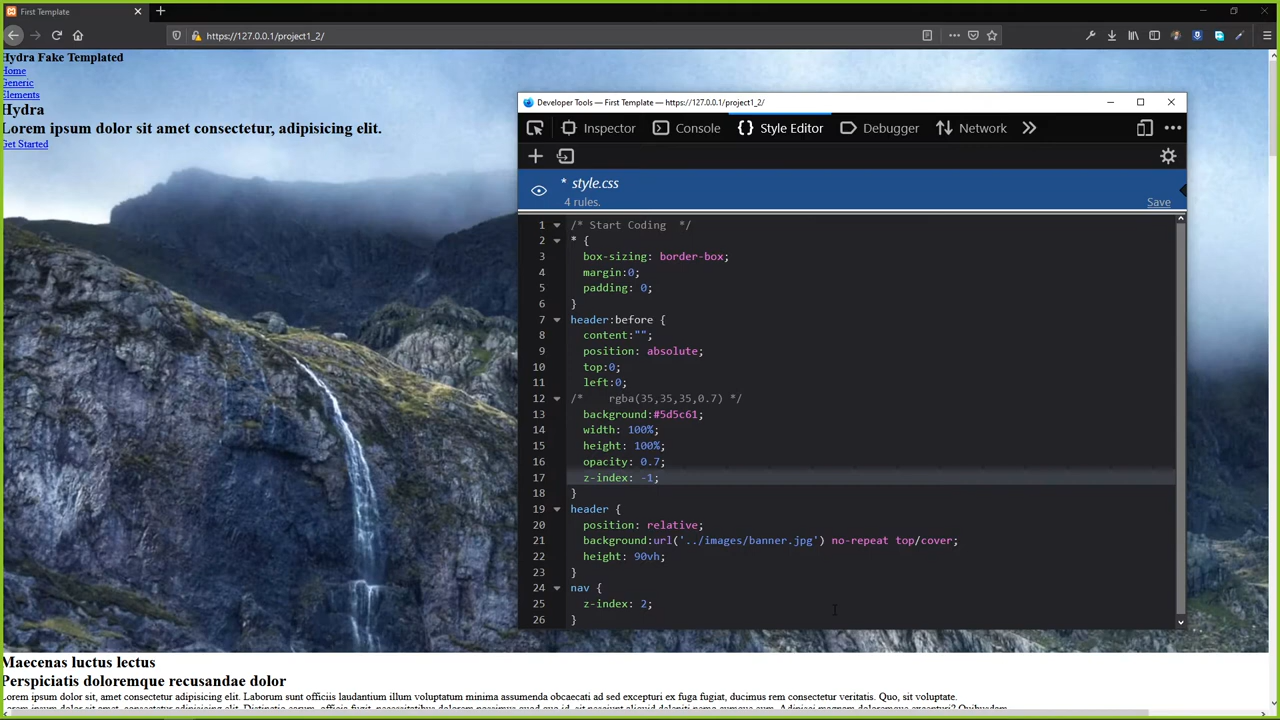 First Template
https://127.0.0.1/project1_2/
Hydra Fake Templated
Home
Generic
Elements
Hydra
Lorem ipsum dolor sit amet consectetur, adipisicing elit.
Get Started
Developer Tools — First Template — https://127.0.0.1/project1_2/
Inspector Console {} Style Editor Debugger Network
* style.css
4 rules. Save
1 /* Start Coding */
2 * {
3 box-sizing: border-box;
4 margin:0;
5 padding: 0;
6 }
7 header:before {
8 content:"";
9 position: absolute;
10 top:0;
11 left:0;
12 /* rgba(35,35,35,0.7) */
13 background:#5d5c61;
14 width: 100%;
15 height: 100%;
16 opacity: 0.7;
17 z-index: -1;
18 }
19 header {
20 position: relative;
21 background:url('../images/banner.jpg') no-repeat top/cover;
22 height: 90vh;
23 }
24 nav {
25 z-index: 2;
26 }
Maecenas luctus lectus
Perspiciatis doloremque recusandae dolor
Lorem ipsum dolor sit, amet consectetur adipisicing elit. Laborum sunt officiis laudantium illum voluptatum minima assumenda obcaecati ad sed excepturi ex fuga fugiat, ducimus rem consectetur veritatis. Quo, sit voluptate.